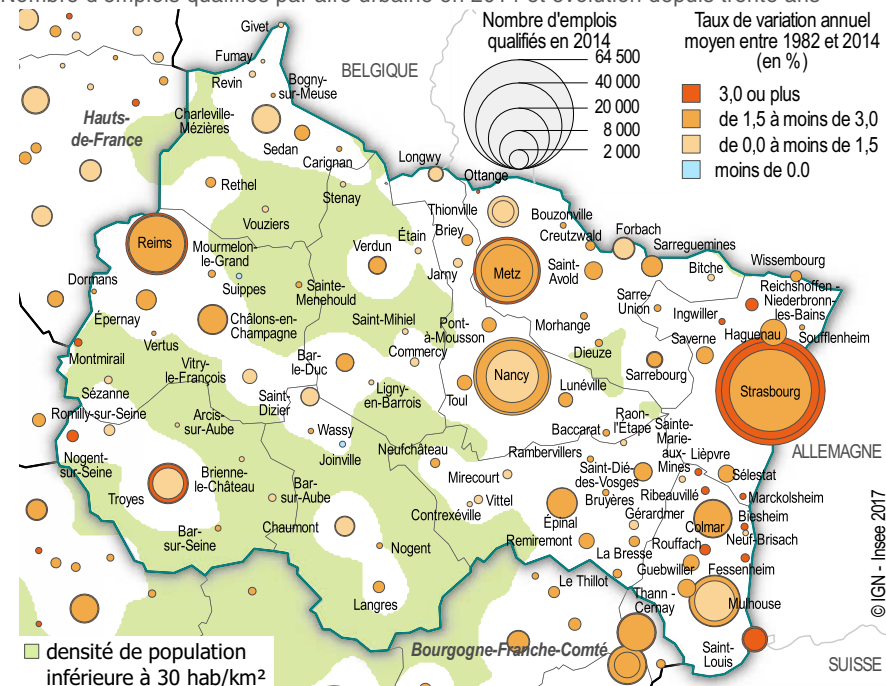 Nombre d'emplois qualifiés par aire urbaine en 2014 et évolution depuis trente ans
Nombre d'emplois
qualifiés en 2014
64 500
40 000
20 000
8 000
2 000
Taux de variation annuel
moyen entre 1982 et 2014
(en %)
3,0 ou plus
de 1,5 à moins de 3,0
de 0,0 à moins de 1,5
moins de 0.0
Givet
Fumay
Revin
Bogny-
sur-Meuse
BELGIQUE
Hauts-
de-France
Charleville-
Mézières
Sedan
Carignan
Longwy
Ottange
Rethel
Stenay
Vouziers
Thionville
Bouzonville
Briey
Creutzwald
Forbach
Sarreguemines
Étain
Verdun
Reims
Mourmelon-
le-Grand
Jarny
Metz
Saint-
Avold
Bitche
Wissembourg
Reichshoffen -
Niederbronn-
les-Bains
Dormans
Suippes
Sainte-
Menehould
Sarre-
Union
Ingwiller
Épernay
Châlons-en-
Champagne
Saint-Mihiel
Pont-
à-Mousson
Morhange
Haguenau
Soufflenheim
Saverne
Vertus
Commercy
Dieuze
Montmirail
Vitry-
le-François
Bar-
le-Duc
Nancy
Sarrebourg
Strasbourg
Sézanne
Saint-
Dizier
Ligny-
en-Barrois
Toul
Lunéville
Romilly-sur-Seine
Arcis-
sur-Aube
Wassy
Joinville
Baccarat
Raon-
l'Étape
Sainte-
Marie-
aux-
Mines
Lièpvre
ALLEMAGNE
Nogent-
sur-Seine
Neufchâteau
Rambervillers
Troyes
Brienne-
le-Château
Bar-
sur-Aube
Mirecourt
Saint-Dié-
des-Vosges
Sélestat
Vittel
Bruyères
Ribeauvillé
Marckolsheim
Contrexéville
Épinal
Gérardmer
Colmar
Biesheim
Bar-
sur-Seine
Chaumont
Remiremont
Rouffach
Neuf-Brisach
Nogent
La Bresse
Guebwiller
Fessenheim
Langres
Le Thillot
Thann -
Cernay
Mulhouse
Bourgogne-Franche-Comté
Saint-
Louis
SUISSE
densité de population
inférieure à 30 hab/km²
© IGN - Insee 2017